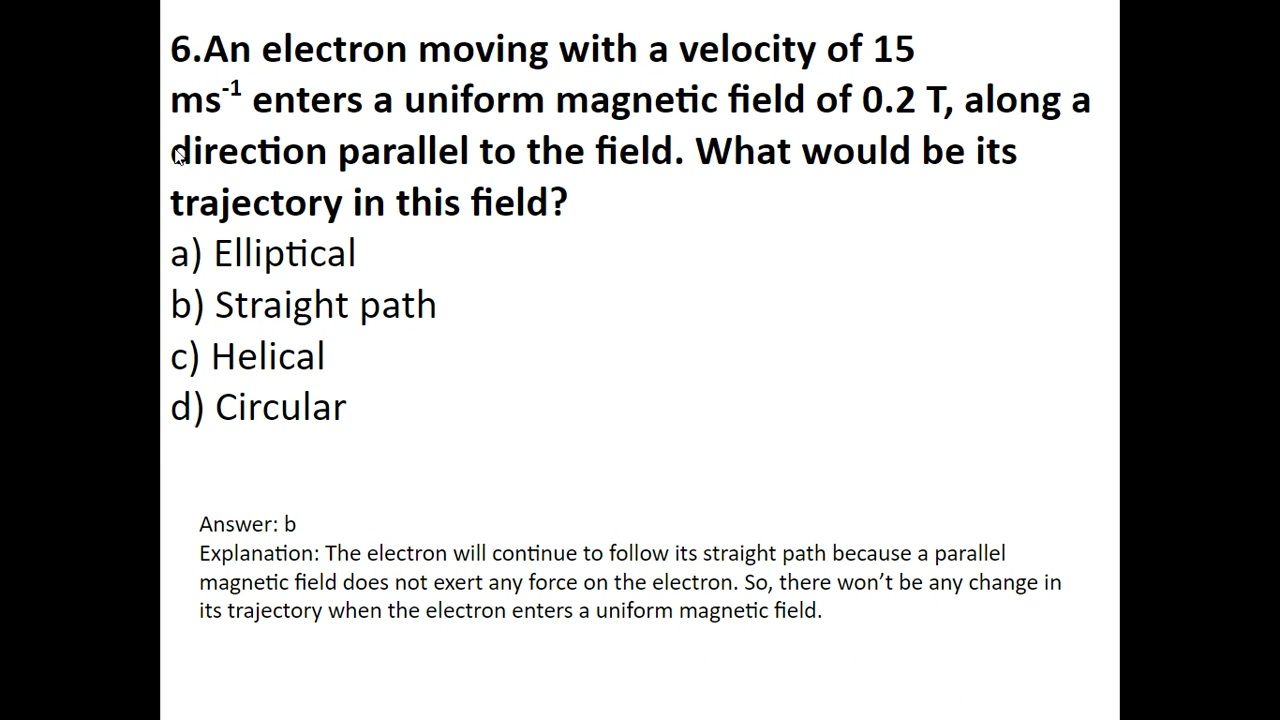 6.An electron moving with a velocity of 15
ms⁻¹ enters a uniform magnetic field of 0.2 T, along a
direction parallel to the field. What would be its
trajectory in this field?
a) Elliptical
b) Straight path
c) Helical
d) Circular
Answer: b
Explanation: The electron will continue to follow its straight path because a parallel
magnetic field does not exert any force on the electron. So, there won’t be any change in
its trajectory when the electron enters a uniform magnetic field.